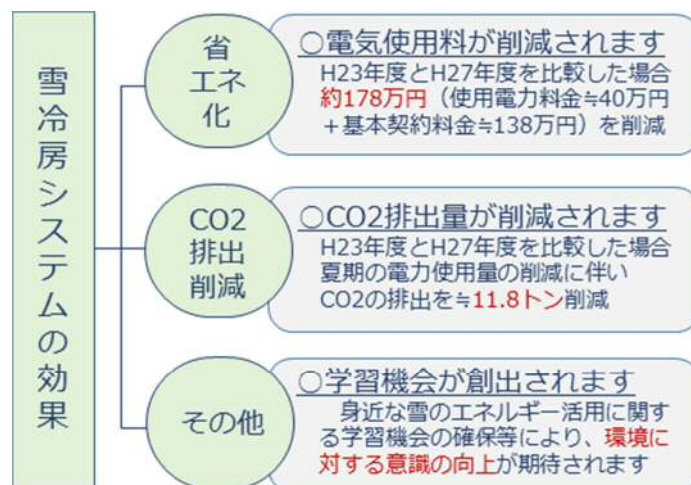 雪冷房システムの効果
省
エネ
化
○電気使用料が削減されます
H23年度とH27年度を比較した場合
約178万円（使用電力料金≒40万円
＋基本契約料金≒138万円）を削減
CO2
排出
削減
○CO2排出量が削減されます
H23年度とH27年度を比較した場合
夏期の電力使用量の削減に伴い
CO2の排出を≒11.8トン削減
その他
○学習機会が創出されます
身近な雪のエネルギー活用に関す
る学習機会の確保等により、環境に
対する意識の向上が期待されます